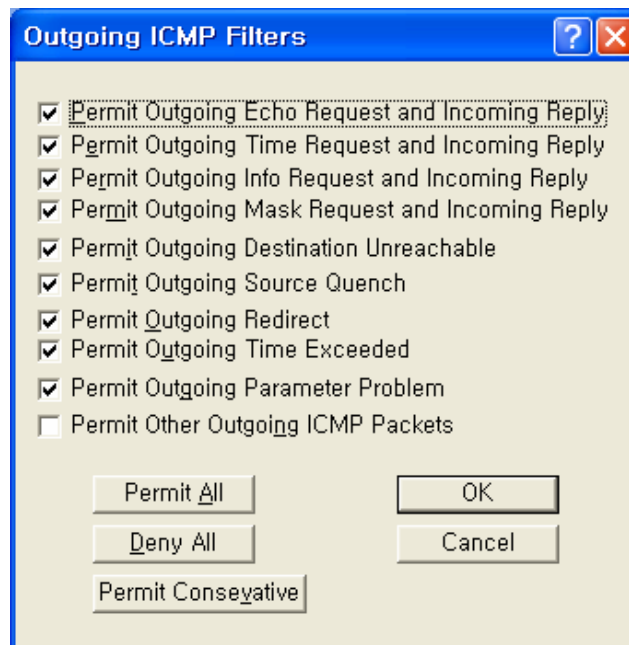 Outgoing ICMP Filters
Permit Outgoing Echo Request and Incoming Reply
Permit Outgoing Time Request and Incoming Reply
Permit Outgoing Info Request and Incoming Reply
Permit Outgoing Mask Request and Incoming Reply
Permit Outgoing Destination Unreachable
Permit Outgoing Source Quench
Permit Outgoing Redirect
Permit Outgoing Time Exceeded
Permit Outgoing Parameter Problem
Permit Other Outgoing ICMP Packets
Permit All
OK
Deny All
Cancel
Permit Consevative